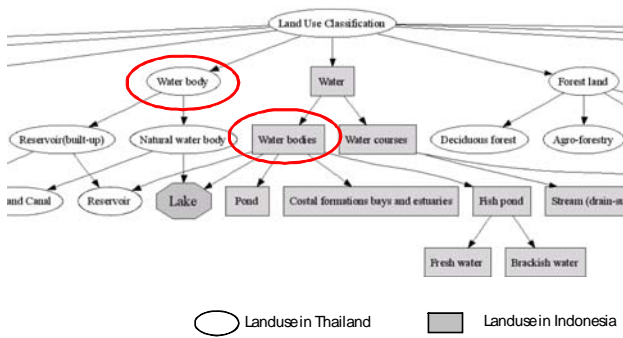 Land Use Classification
Water body
Water
Forest land
Reservoir(built-up)
Natural water body
Water bodies
Water courses
Deciduous forest
Agro-forestry
and Canal
Reservoir
Lake
Pond
Costal formations bays and estuaries
Fish pond
Stream (drain-su
Fresh water
Brackish water
Landuse in Thailand
Landuse in Indonesia